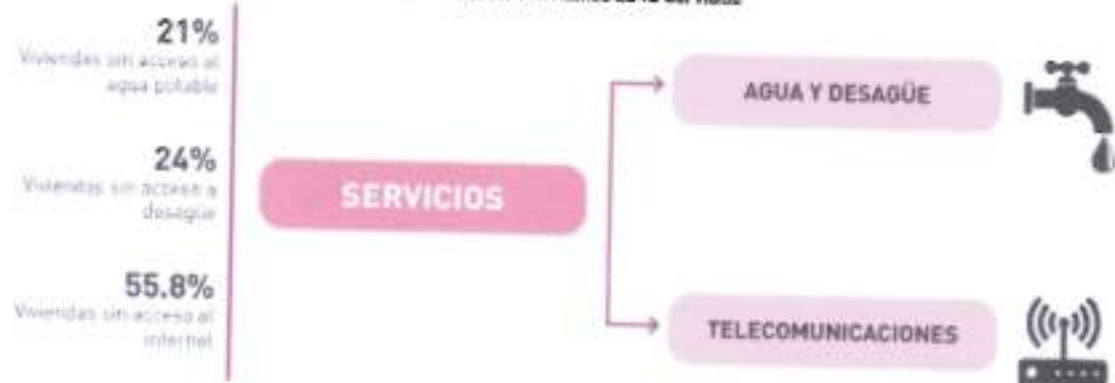 21%
Viviendas sin acceso al
agua potable
24%
Viviendas sin acceso a
desagüe
55.8%
Viviendas sin acceso al
internet
SERVICIOS
AGUA Y DESAGÜE
TELECOMUNICACIONES